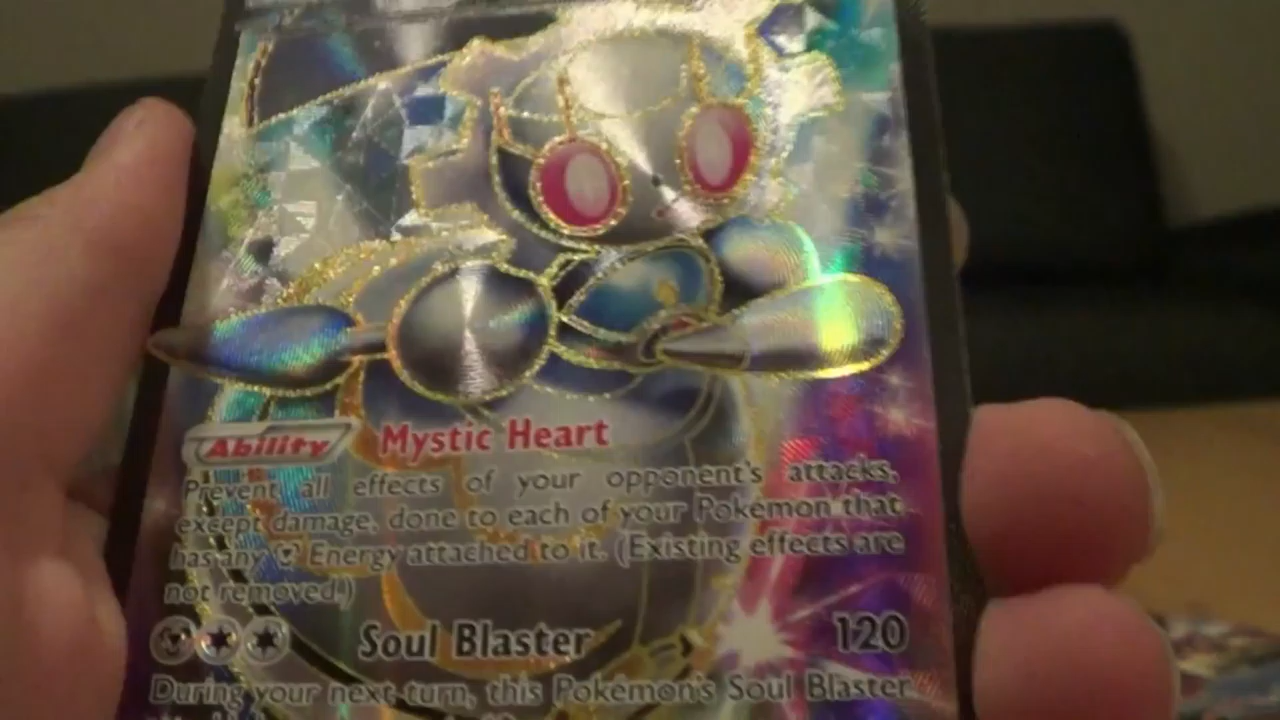 Ability Mystic Heart
Prevent all effects of your opponent's attacks,
except damage, done to each of your Pokémon that
has any Energy attached to it. (Existing effects are
not removed.)
Soul Blaster 120
During your next turn, this Pokémon's Soul Blaster